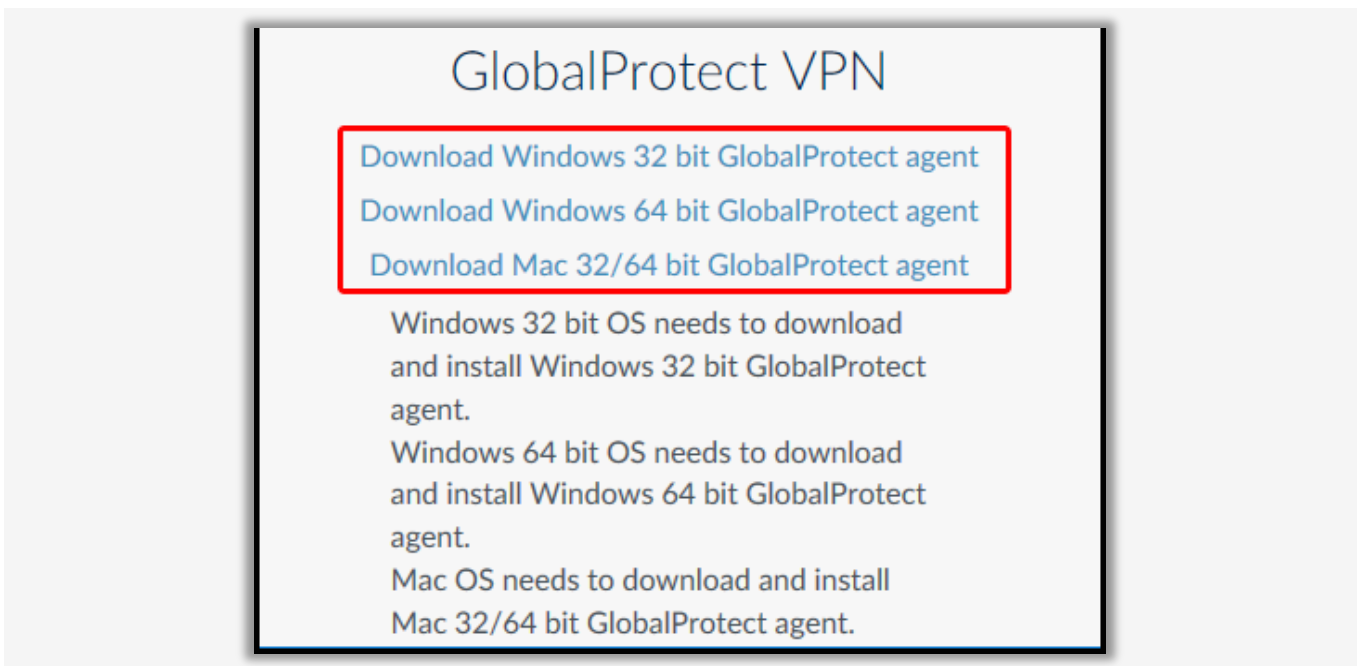 GlobalProtect VPN
Download Windows 32 bit GlobalProtect agent
Download Windows 64 bit GlobalProtect agent
Download Mac 32/64 bit GlobalProtect agent
Windows 32 bit OS needs to download
and install Windows 32 bit GlobalProtect
agent.
Windows 64 bit OS needs to download
and install Windows 64 bit GlobalProtect
agent.
Mac OS needs to download and install
Mac 32/64 bit GlobalProtect agent.